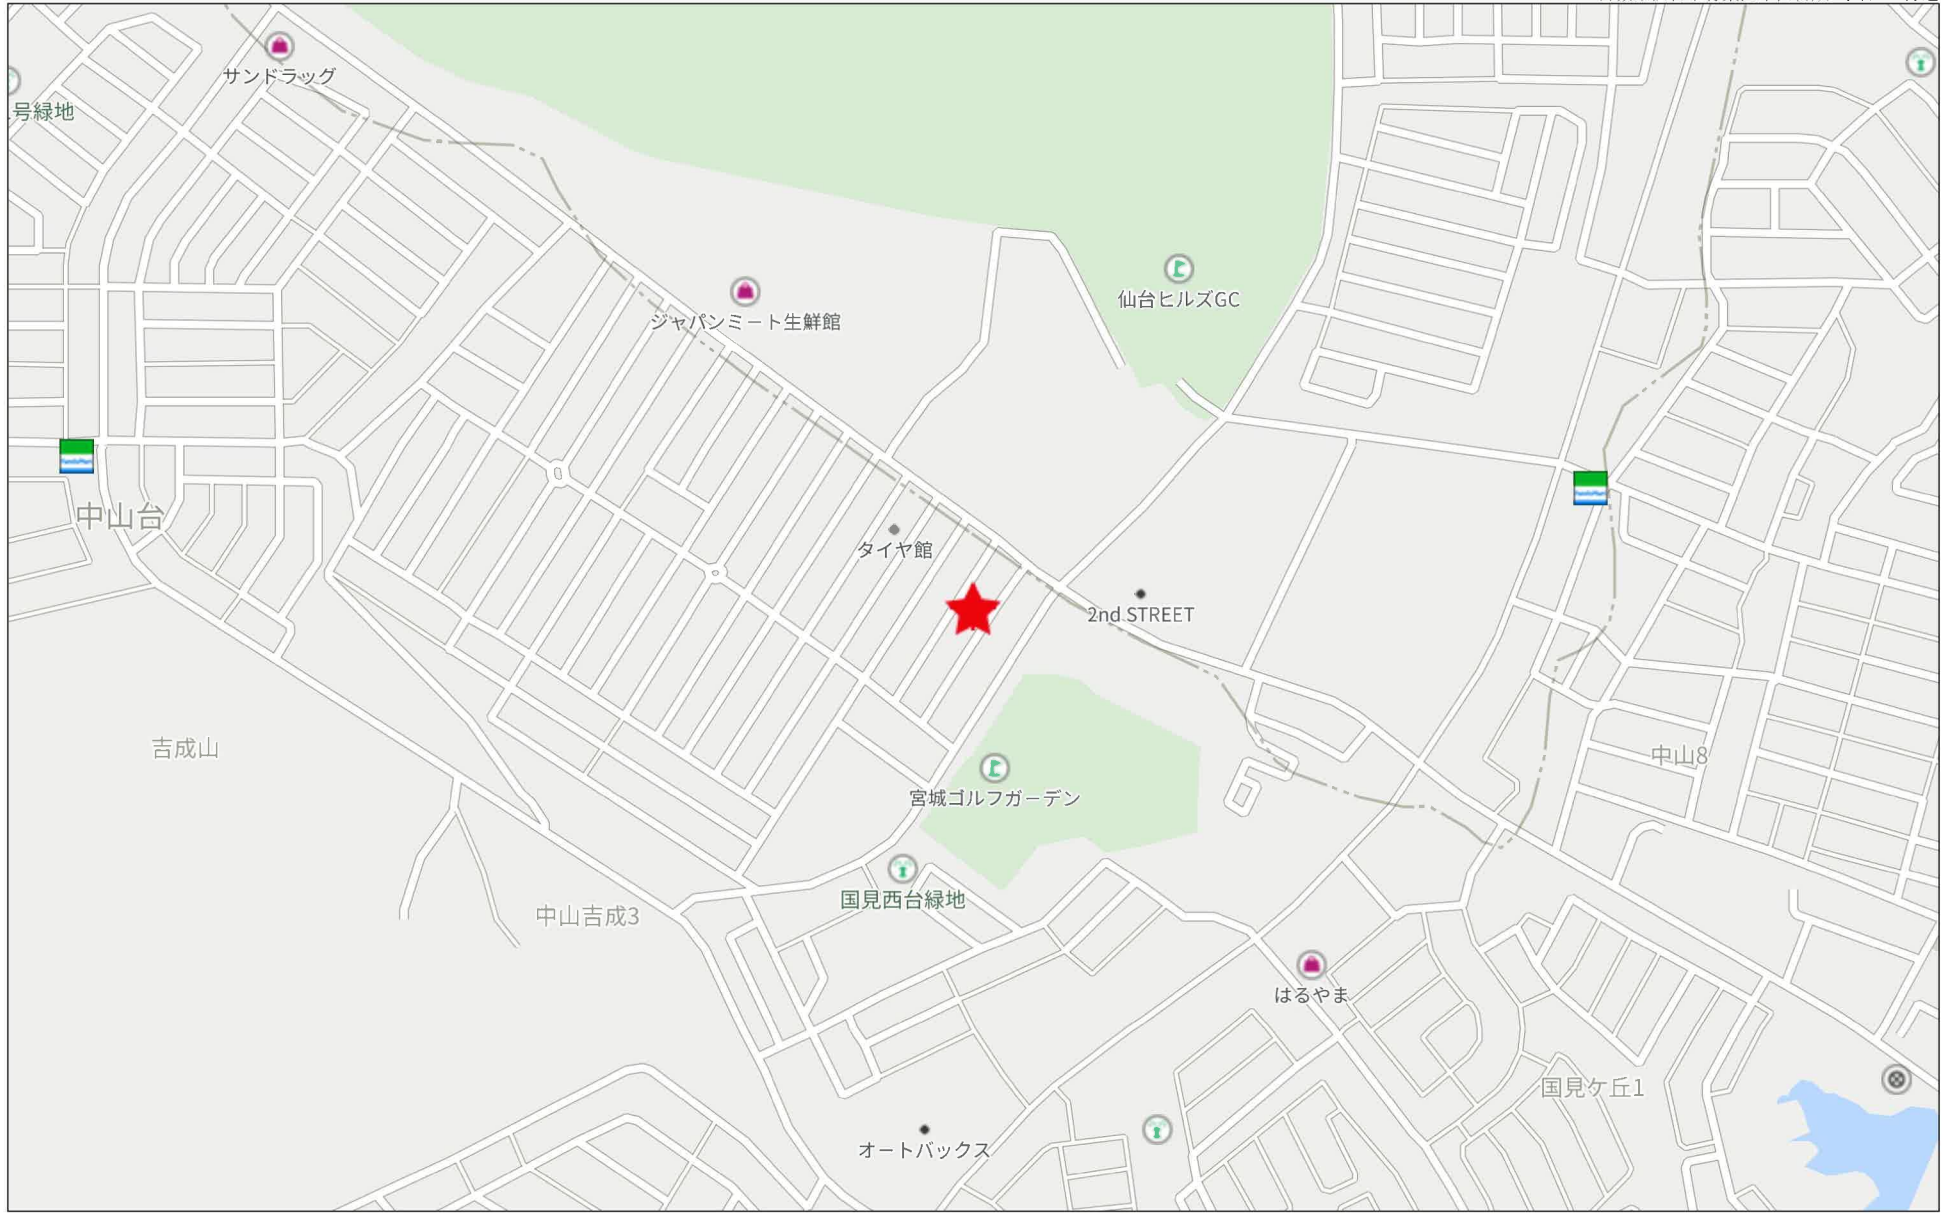 サンドラッグ
号緑地
仙台ヒルズGC
ジャパンミート生鮮館
FamilyMart
FamilyMart
中山台
タイヤ館
2nd STREET
吉成山
中山8
宮城ゴルフガーデン
国見西台緑地
中山吉成3
はるやま
国見ケ丘1
オートバックス